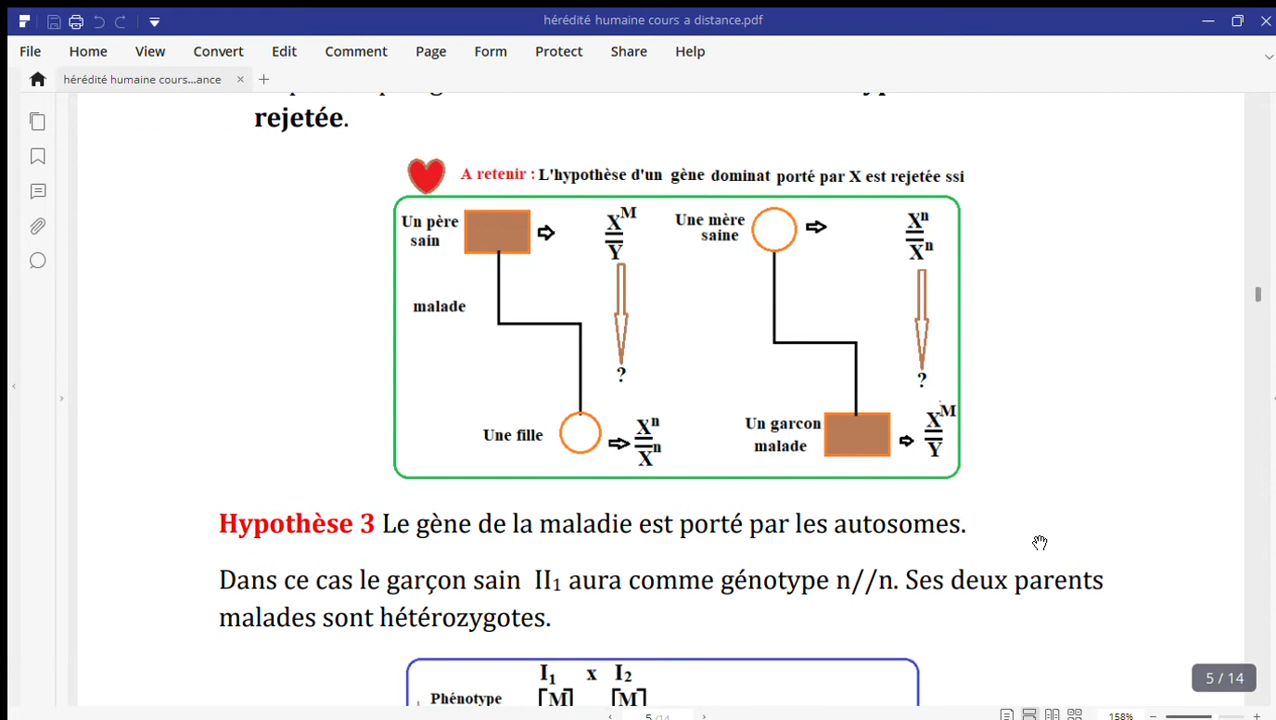 hérédité humaine cours a distance.pdf
File Home View Convert Edit Comment Page Form Protect Share Help
hérédité humaine cours...ance
rejetée.
A retenir : L'hypothèse d'un gène dominat porté par X est rejetée ssi
Un père
sain
X^M
Y
Une mère
saine
X^n
X^n
malade
?
?
Une fille
X^n
X^n
Un garcon
malade
X^M
Y
Hypothèse 3 Le gène de la maladie est porté par les autosomes.
Dans ce cas le garçon sain II₁ aura comme génotype n//n. Ses deux parents
malades sont hétérozygotes.
I₁ x I₂
Phénotype [M] [M]
5 / 14
5 /14
158%